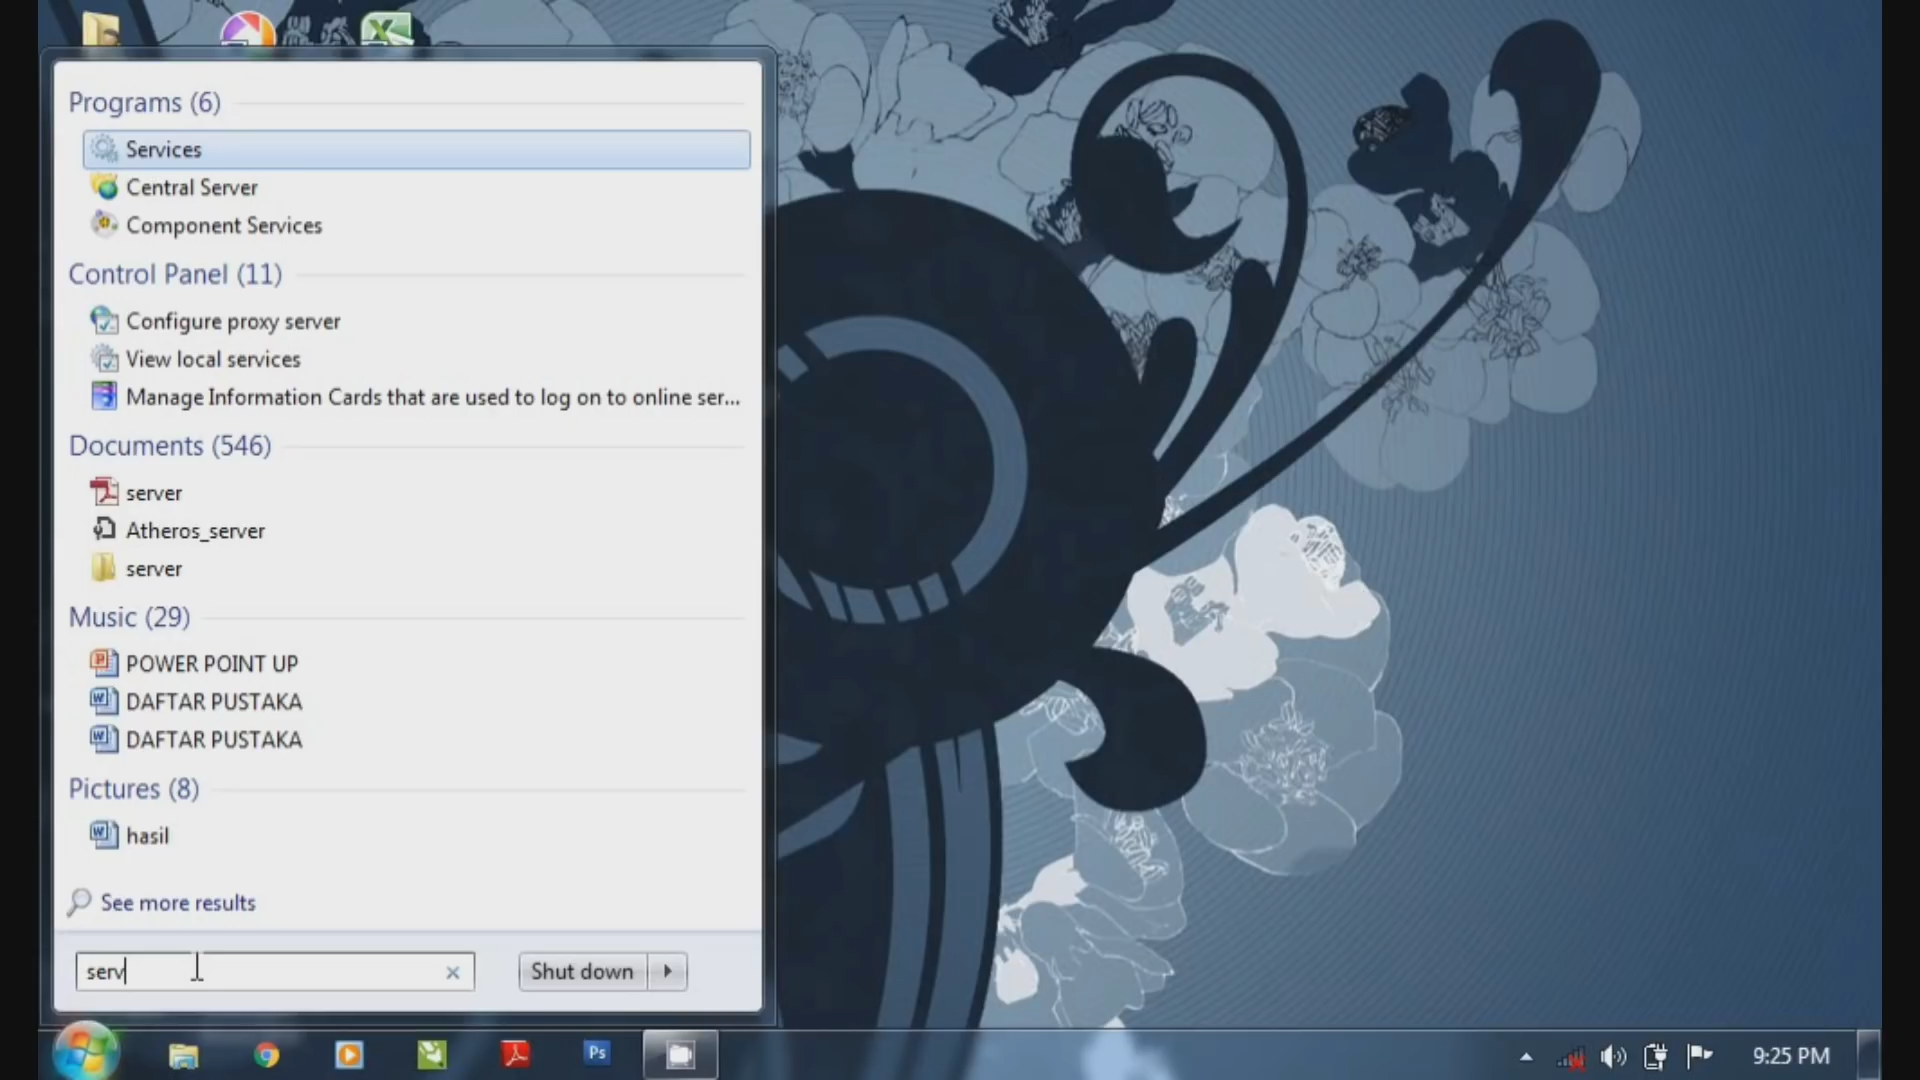 Programs (6)
Services
Central Server
Component Services
Control Panel (11)
Configure proxy server
View local services
Manage Information Cards that are used to log on to online ser...
Documents (546)
server
Atheros_server
server
Music (29)
POWER POINT UP
DAFTAR PUSTAKA
DAFTAR PUSTAKA
Pictures (8)
hasil
See more results
serv
Shut down
Ps
9:25 PM